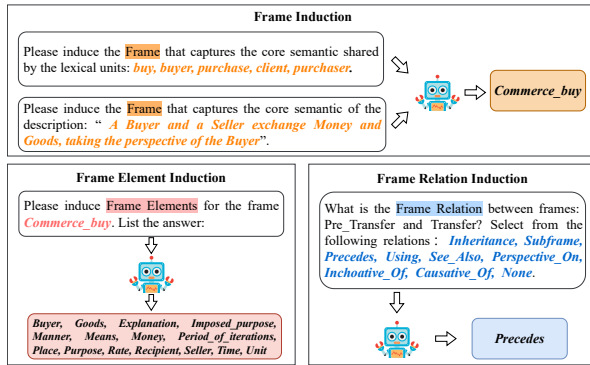 Frame Induction
Please induce the Frame that captures the core semantic shared
by the lexical units: buy, buyer, purchase, client, purchaser.
Please induce the Frame that captures the core semantic of the
description: “ A Buyer and a Seller exchange Money and
Goods, taking the perspective of the Buyer”.
Commerce_buy
Frame Element Induction
Please induce Frame Elements for the frame
Commerce_buy. List the answer:
Buyer, Goods, Explanation, Imposed_purpose,
Manner, Means, Money, Period_of_iterations,
Place, Purpose, Rate, Recipient, Seller, Time, Unit
Frame Relation Induction
What is the Frame Relation between frames:
Pre_Transfer and Transfer? Select from the
following relations : Inheritance, Subframe,
Precedes, Using, See_Also, Perspective_On,
Inchoative_Of, Causative_Of, None.
Precedes